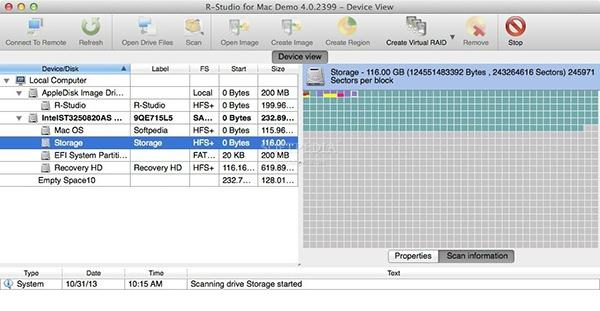 R-Studio for Mac Demo 4.0.2399 - Device View
Connect To Remote Refresh Open Drive Files Scan Open Image Create Image Create Region Create Virtual RAID Remove Stop
Device view
Device/Disk Label FS Start Size
Local Computer
AppleDisk Image Dri... Local 0 Bytes 200 MB
R-Studio R-Studio HFS+ 0 Bytes 199.96...
IntelST3250820AS ... 9QE715L5 SA... 0 Bytes 232.89...
Mac OS Softpedia HFS+ 0 Bytes 115.96...
Storage Storage HFS+ 0 Bytes 116.00...
EFI System Partiti... FAT... 20 KB 200 MB
Recovery HD Recovery HD HFS+ 116.16... 619.89...
Empty Space10 232.7... 128.01...
Storage - 116.00 GB (124551483392 Bytes , 243264616 Sectors) 245971
Sectors per block
Properties Scan information
Type Date Time Text
System 10/31/13 10:15 AM Scanning drive Storage started